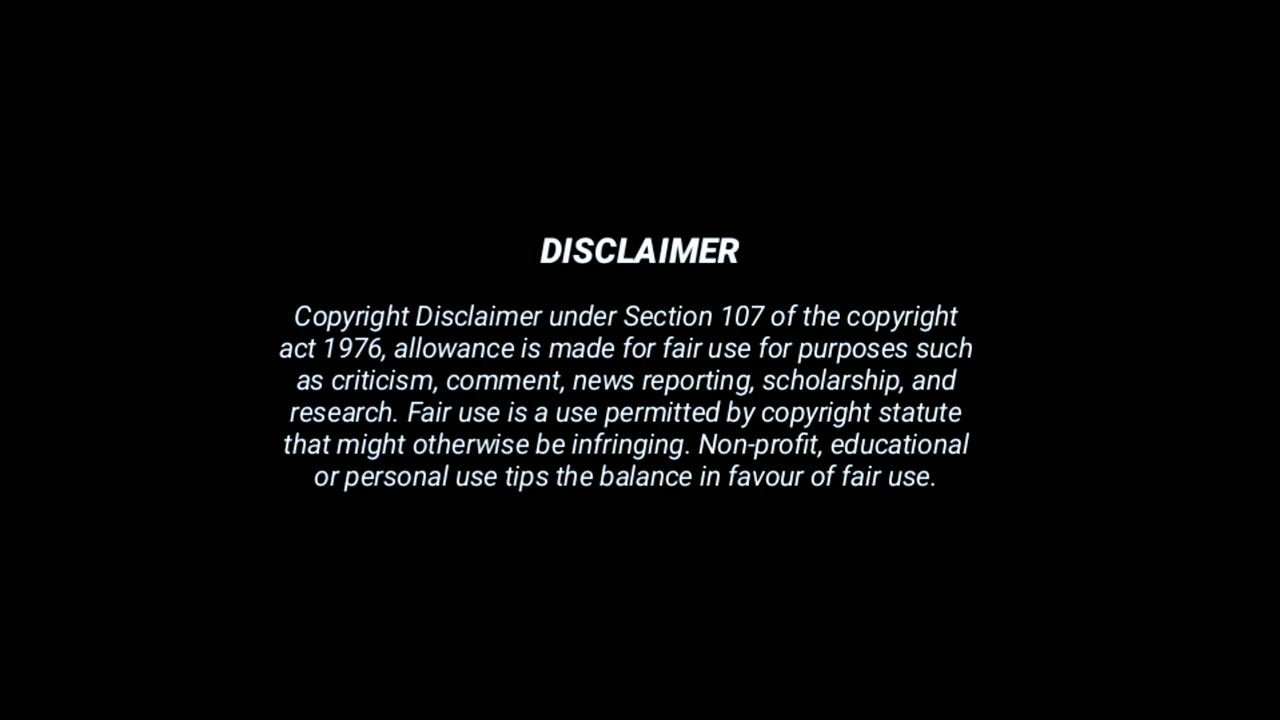 DISCLAIMER
Copyright Disclaimer under Section 107 of the copyright
act 1976, allowance is made for fair use for purposes such
as criticism, comment, news reporting, scholarship, and
research. Fair use is a use permitted by copyright statute
that might otherwise be infringing. Non-profit, educational
or personal use tips the balance in favour of fair use.